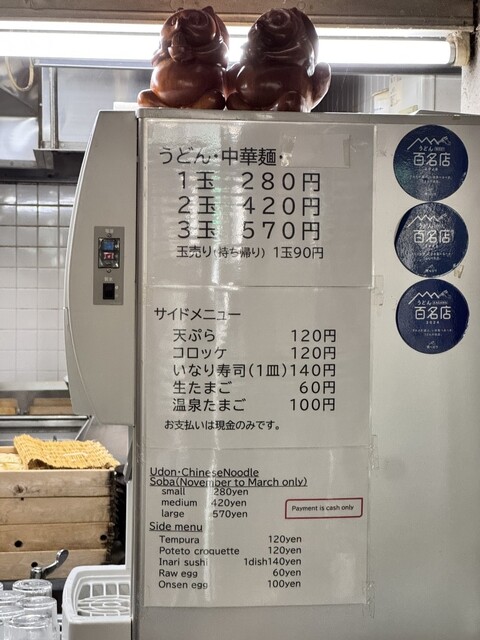 うどん・中華麺・
1玉 280円
2玉 420円
3玉 570円
玉売り(持ち帰り) 1玉90円
サイドメニュー
天ぷら 120円
コロッケ 120円
いなり寿司(1皿)140円
生たまご 60円
温泉たまご 100円
お支払いは現金のみです。
Udon・ChineseNoodle
Soba(November to March only)
small 280yen
medium 420yen
large 570yen
Payment is cash only
Side menu
Tempura 120yen
Poteto croquette 120yen
Inari sushi 1dish140yen
Raw egg 60yen
Onsen egg 100yen
うどん
百名店
百名店
うどん
百名店